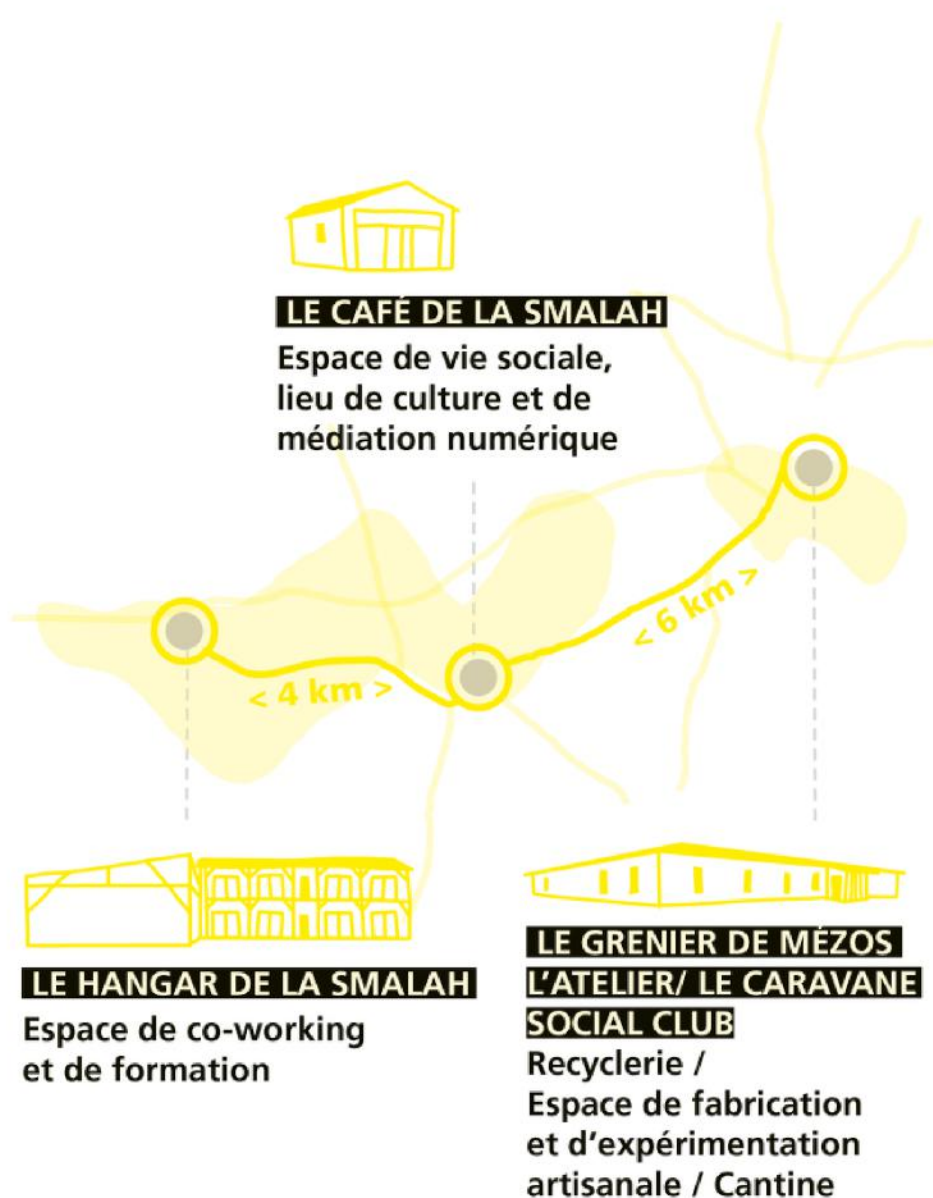 LE CAFÉ DE LA SMALAH
Espace de vie sociale,
lieu de culture et de
médiation numérique
< 6 km >
< 4 km >
LE HANGAR DE LA SMALAH
Espace de co-working
et de formation
LE GRENIER DE MÉZOS
L'ATELIER/ LE CARAVANE
SOCIAL CLUB
Recyclerie /
Espace de fabrication
et d'expérimentation
artisanale / Cantine